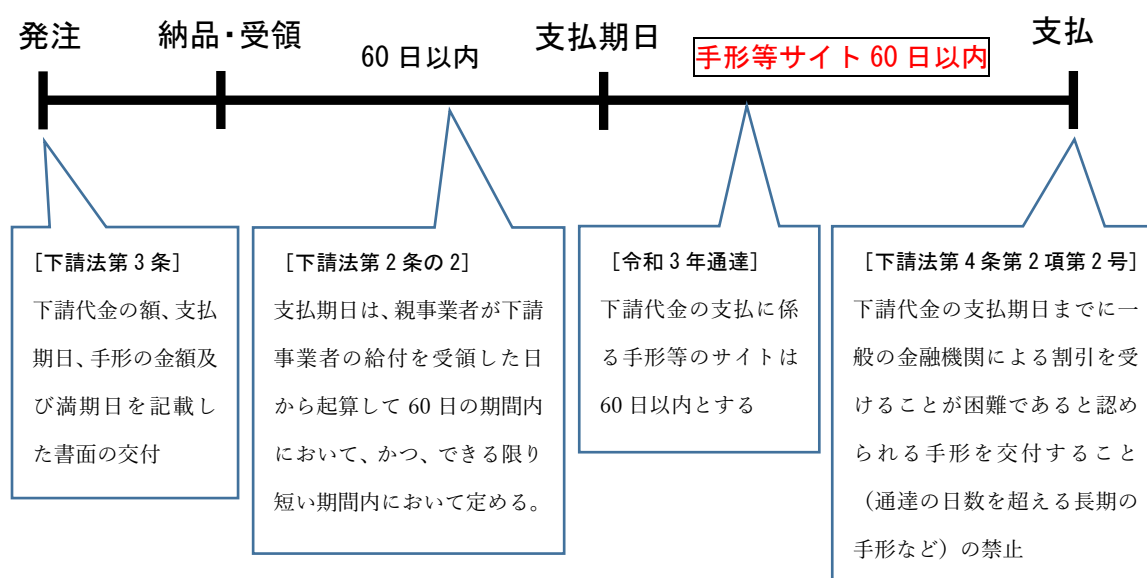 発注
納品・受領
60日以内
支払期日
手形等サイト60日以内
支払
[下請法第3条]
下請代金の額、支払
期日、手形の金額及
び満期日を記載し
た書面の交付
[下請法第2条の2]
支払期日は、親事業者が下請
事業者の給付を受領した日
から起算して60日の期間内
において、かつ、できる限り
短い期間内において定める。
[令和3年通達]
下請代金の支払に係
る手形等のサイトは
60日以内とする
[下請法第4条第2項第2号]
下請代金の支払期日までに一
般の金融機関による割引を受
けることが困難であると認め
られる手形を交付すること
（通達の日数を超える長期の
手形など）の禁止